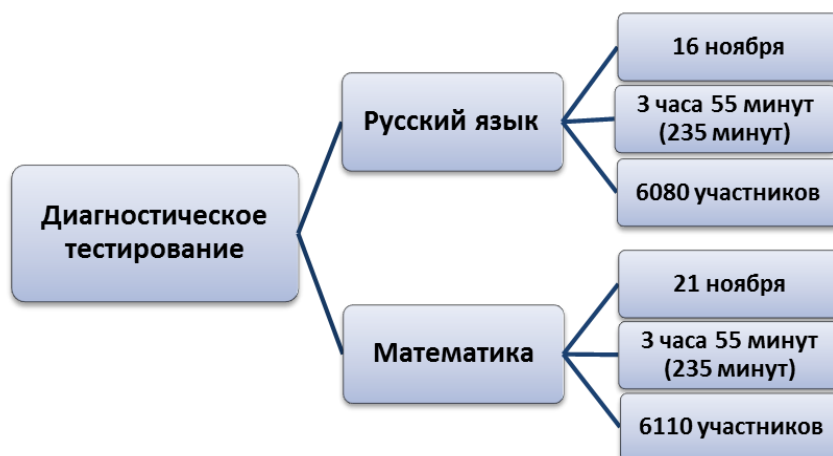 Диагностическое
тестирование
Русский язык
16 ноября
3 часа 55 минут
(235 минут)
6080 участников
Математика
21 ноября
3 часа 55 минут
(235 минут)
6110 участников